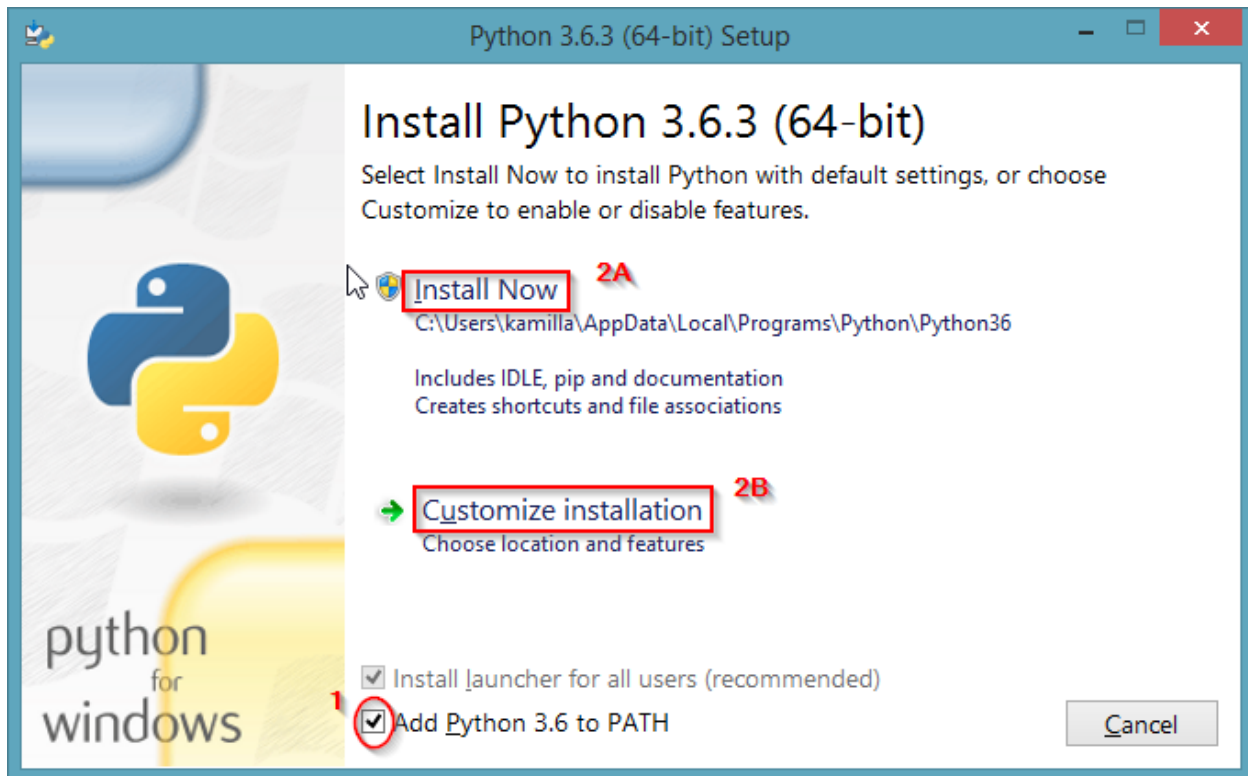 Python 3.6.3 (64-bit) Setup
Install Python 3.6.3 (64-bit)
Select Install Now to install Python with default settings, or choose
Customize to enable or disable features.
2A
Install Now
C:\Users\kamilla\AppData\Local\Programs\Python\Python36
Includes IDLE, pip and documentation
Creates shortcuts and file associations
2B
Customize installation
Choose location and features
python
for
windows
Install launcher for all users (recommended)
1
Add Python 3.6 to PATH
Cancel